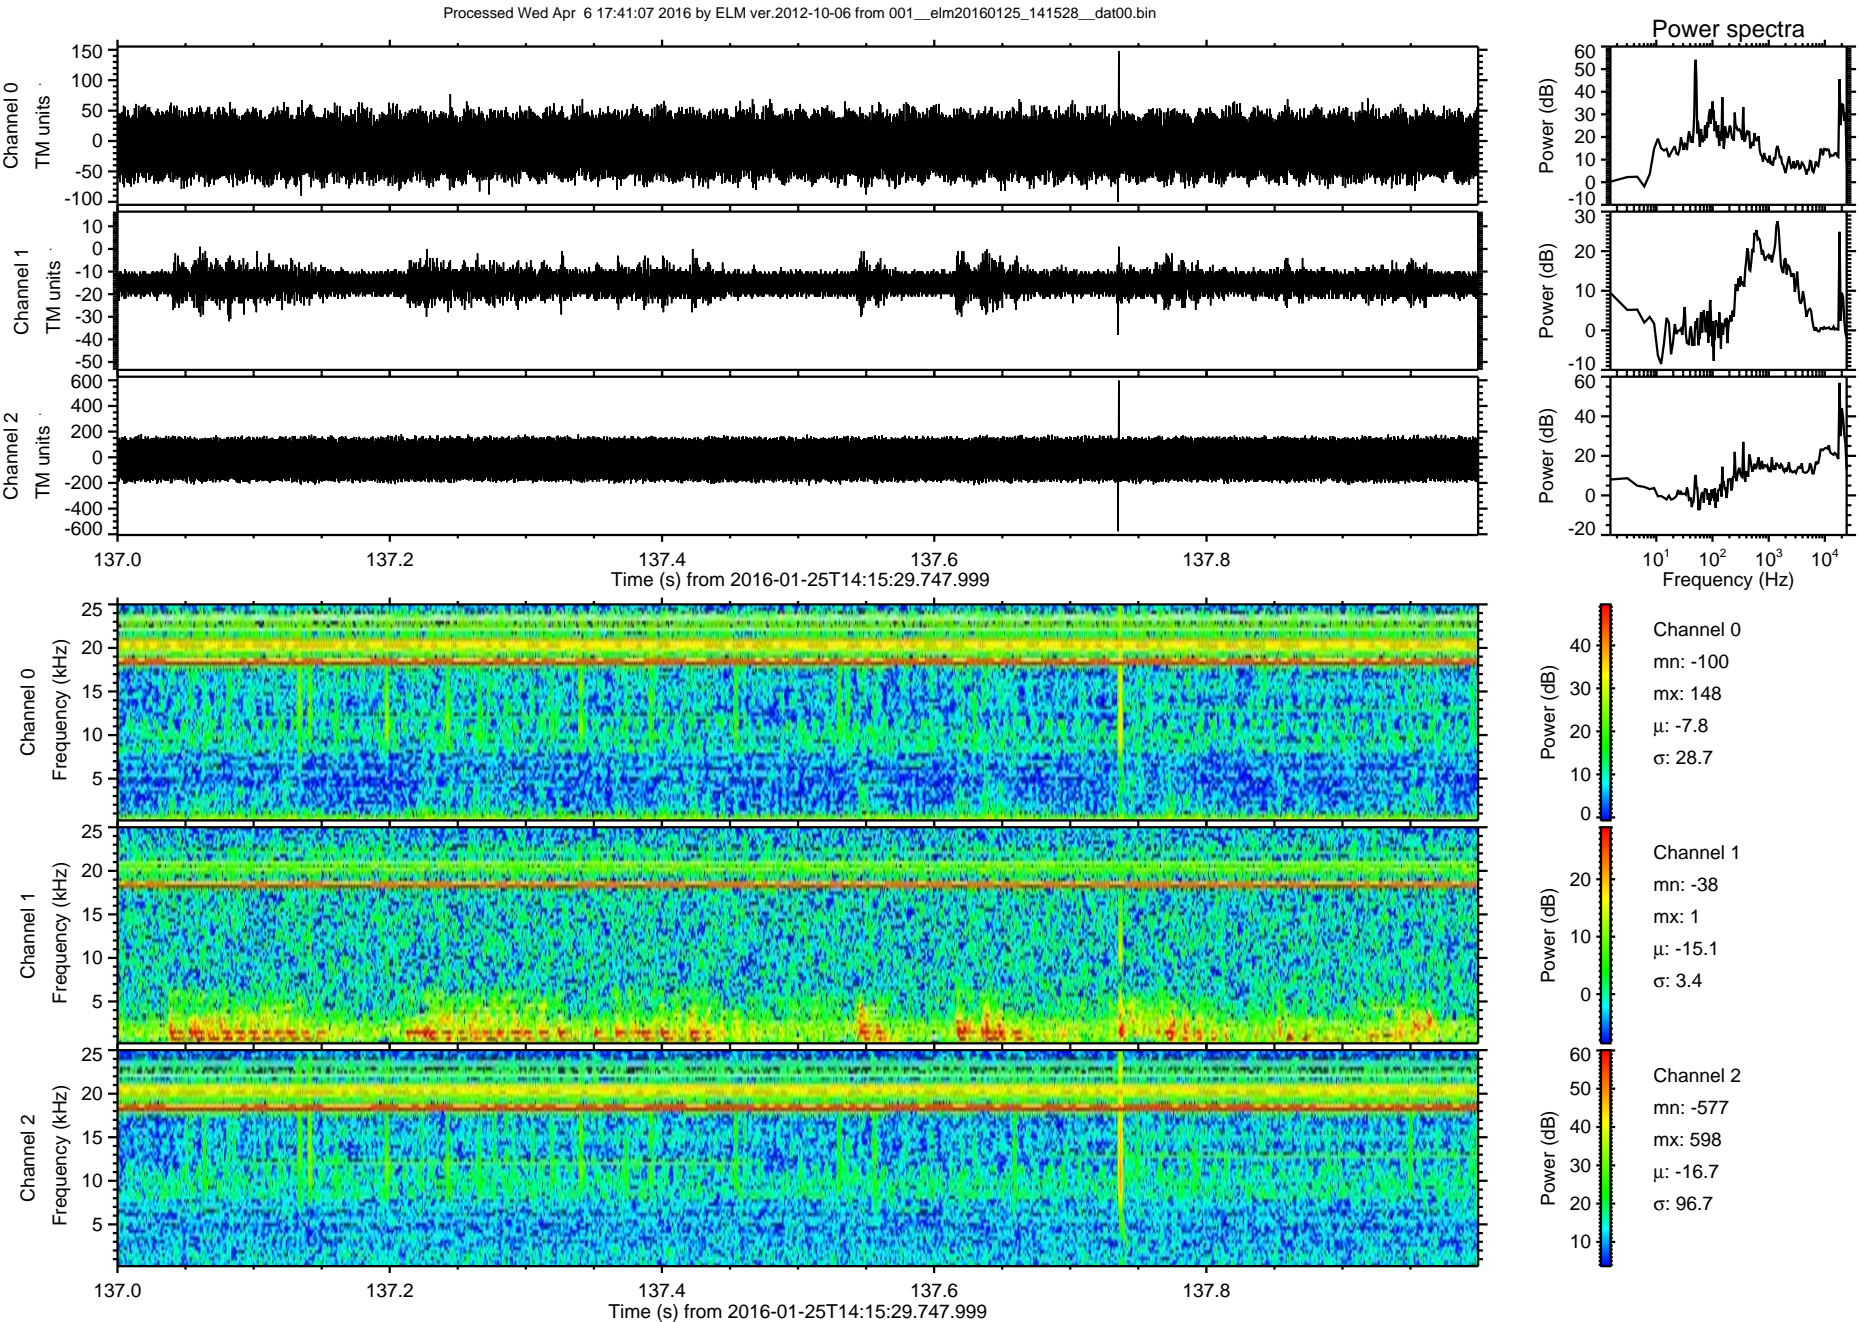 Processed Wed Apr  6 17:41:07 2016 by ELM ver.2012-10-06 from 001__elm20160125_141528__dat00.bin
Power spectra
Channel 0
TM units
150
100
50
0
-50
-100
Power (dB)
60
50
40
30
20
10
0
-10
Channel 1
TM units
10
0
-10
-20
-30
-40
-50
Power (dB)
30
20
10
0
-10
Channel 2
TM units
600
400
200
0
-200
-400
-600
Power (dB)
60
40
20
0
-20
137.0 137.2 137.4 137.6 137.8
Time (s) from 2016-01-25T14:15:29.747.999
10^1 10^2 10^3 10^4
Frequency (Hz)
Channel 0
Frequency (kHz)
25
20
15
10
5
Power (dB)
40
30
20
10
0
Channel 0
mn: -100
mx: 148
μ: -7.8
σ: 28.7
Channel 1
Frequency (kHz)
25
20
15
10
5
Power (dB)
20
10
0
Channel 1
mn: -38
mx: 1
μ: -15.1
σ: 3.4
Channel 2
Frequency (kHz)
25
20
15
10
5
Power (dB)
60
50
40
30
20
10
Channel 2
mn: -577
mx: 598
μ: -16.7
σ: 96.7
137.0 137.2 137.4 137.6 137.8
Time (s) from 2016-01-25T14:15:29.747.999